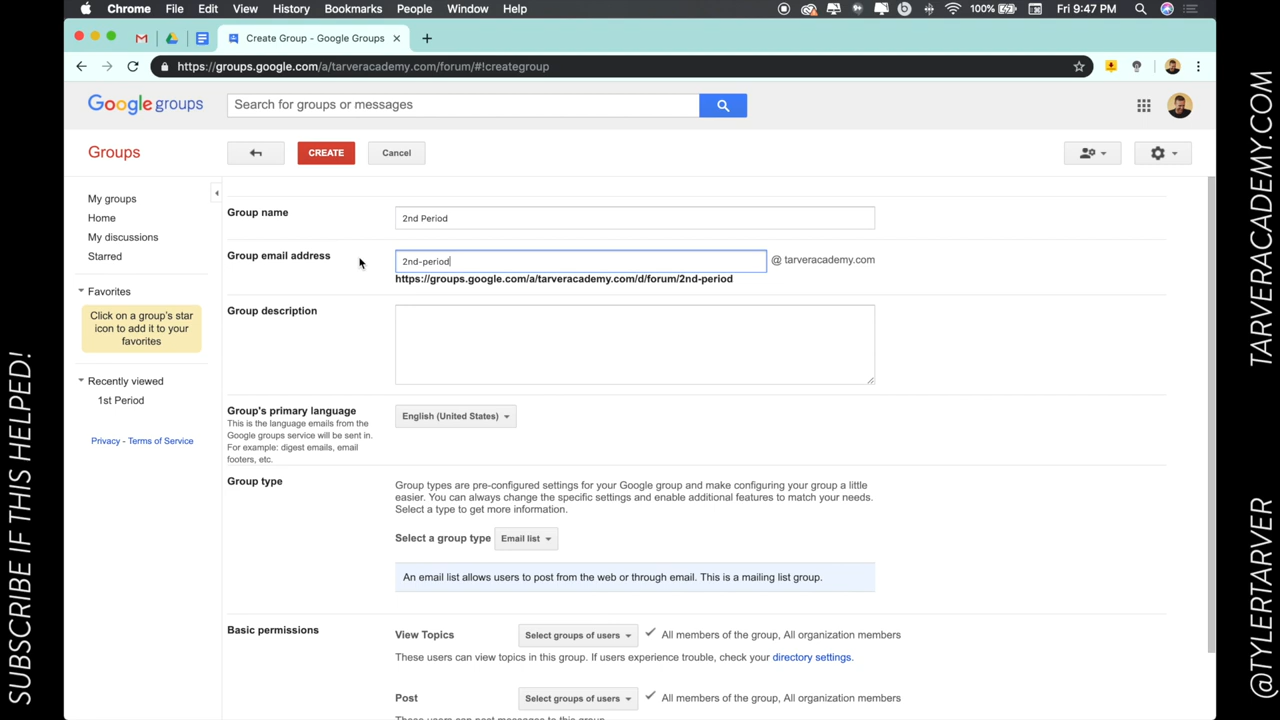 Chrome File Edit View History Bookmarks People Window Help 100% Fri 9:47 PM
Create Group - Google Groups
https://groups.google.com/a/tarveracademy.com/forum/#!creategroup
Google groups Search for groups or messages
Groups CREATE Cancel
My groups
Home
My discussions
Starred
Favorites
Click on a group's star
icon to add it to your
favorites
Recently viewed
1st Period
Privacy - Terms of Service
Group name 2nd Period
Group email address 2nd-period @ tarveracademy.com
https://groups.google.com/a/tarveracademy.com/d/forum/2nd-period
Group description
Group's primary language English (United States)
This is the language emails from the
Google groups service will be sent in.
For example: digest emails, email
footers, etc.
Group type Group types are pre-configured settings for your Google group and make configuring your group a little
easier. You can always change the specific settings and enable additional features to match your needs.
Select a type to get more information.
Select a group type Email list
An email list allows users to post from the web or through email. This is a mailing list group.
Basic permissions View Topics Select groups of users All members of the group, All organization members
These users can view topics in this group. If users experience trouble, check your directory settings.
Post Select groups of users All members of the group, All organization members
These users can post messages to this group.
SUBSCRIBE IF THIS HELPED!
TARVERACADEMY.COM
@TYLERTARVER